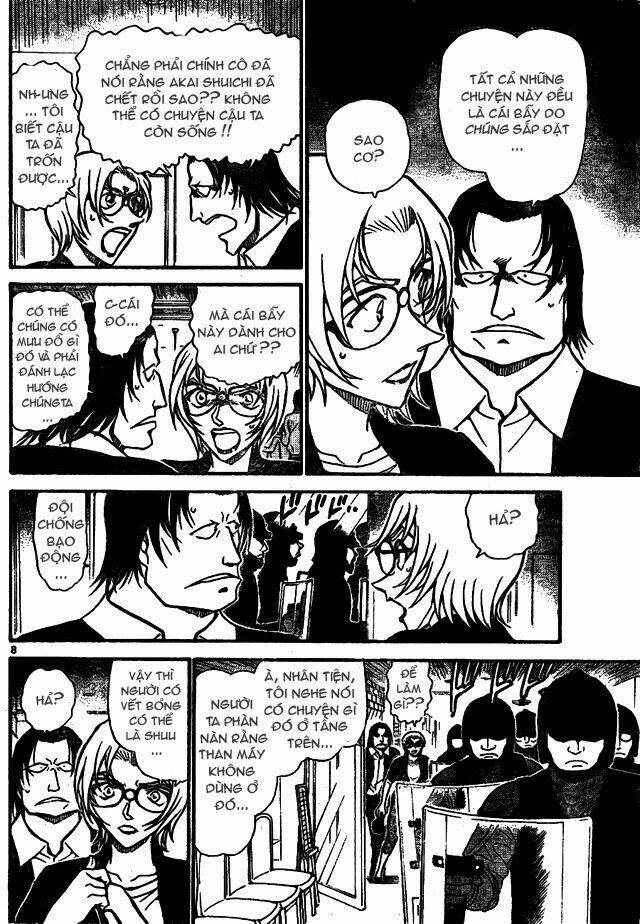 CHẲNG PHẢI CHÍNH CÔ ĐÃ
NÓI RẰNG AKAI SHUICHI ĐÃ
CHẾT RỒI SAO?? KHÔNG
THỂ CÓ CHUYỆN CẬU TA
CÒN SỐNG !!
NH-ƯNG
... TÔI
BIẾT CẬU
TA ĐÃ
TRỐN
ĐƯỢC...
TẤT CẢ NHỮNG
CHUYỆN NÀY ĐỀU
LÀ CÁI BẪY DO
CHÚNG SẮP ĐẶT
...
SAO
CƠ?
MÀ CÁI BẪY
NÀY DÀNH CHO
AI CHỨ??
C-CÁI
ĐÓ...
CÓ THỂ
CHÚNG CÓ
MƯU ĐỒ GÌ
ĐÓ VÀ PHẢI
ĐÁNH LẠC
HƯỚNG
CHÚNGTA
...
ĐỘI
CHỐNG
BẠO
ĐỘNG
...
HẢ?
8
HẢ?
VẬY THÌ
NGƯỜI CÓ
VẾT BỎNG
CÓ THỂ
LÀ SHUU
...
À, NHÂN TIỆN,
TÔI NGHE NÓI
CÓ CHUYỆN GÌ
ĐÓ Ở TẦNG
TRÊN...
NGƯỜI
TA PHÀN
NÀN RẰNG
THAN MÁY
KHÔNG
DỪNG Ở
ĐÓ...
ĐỂ
LÀM
GÌ??